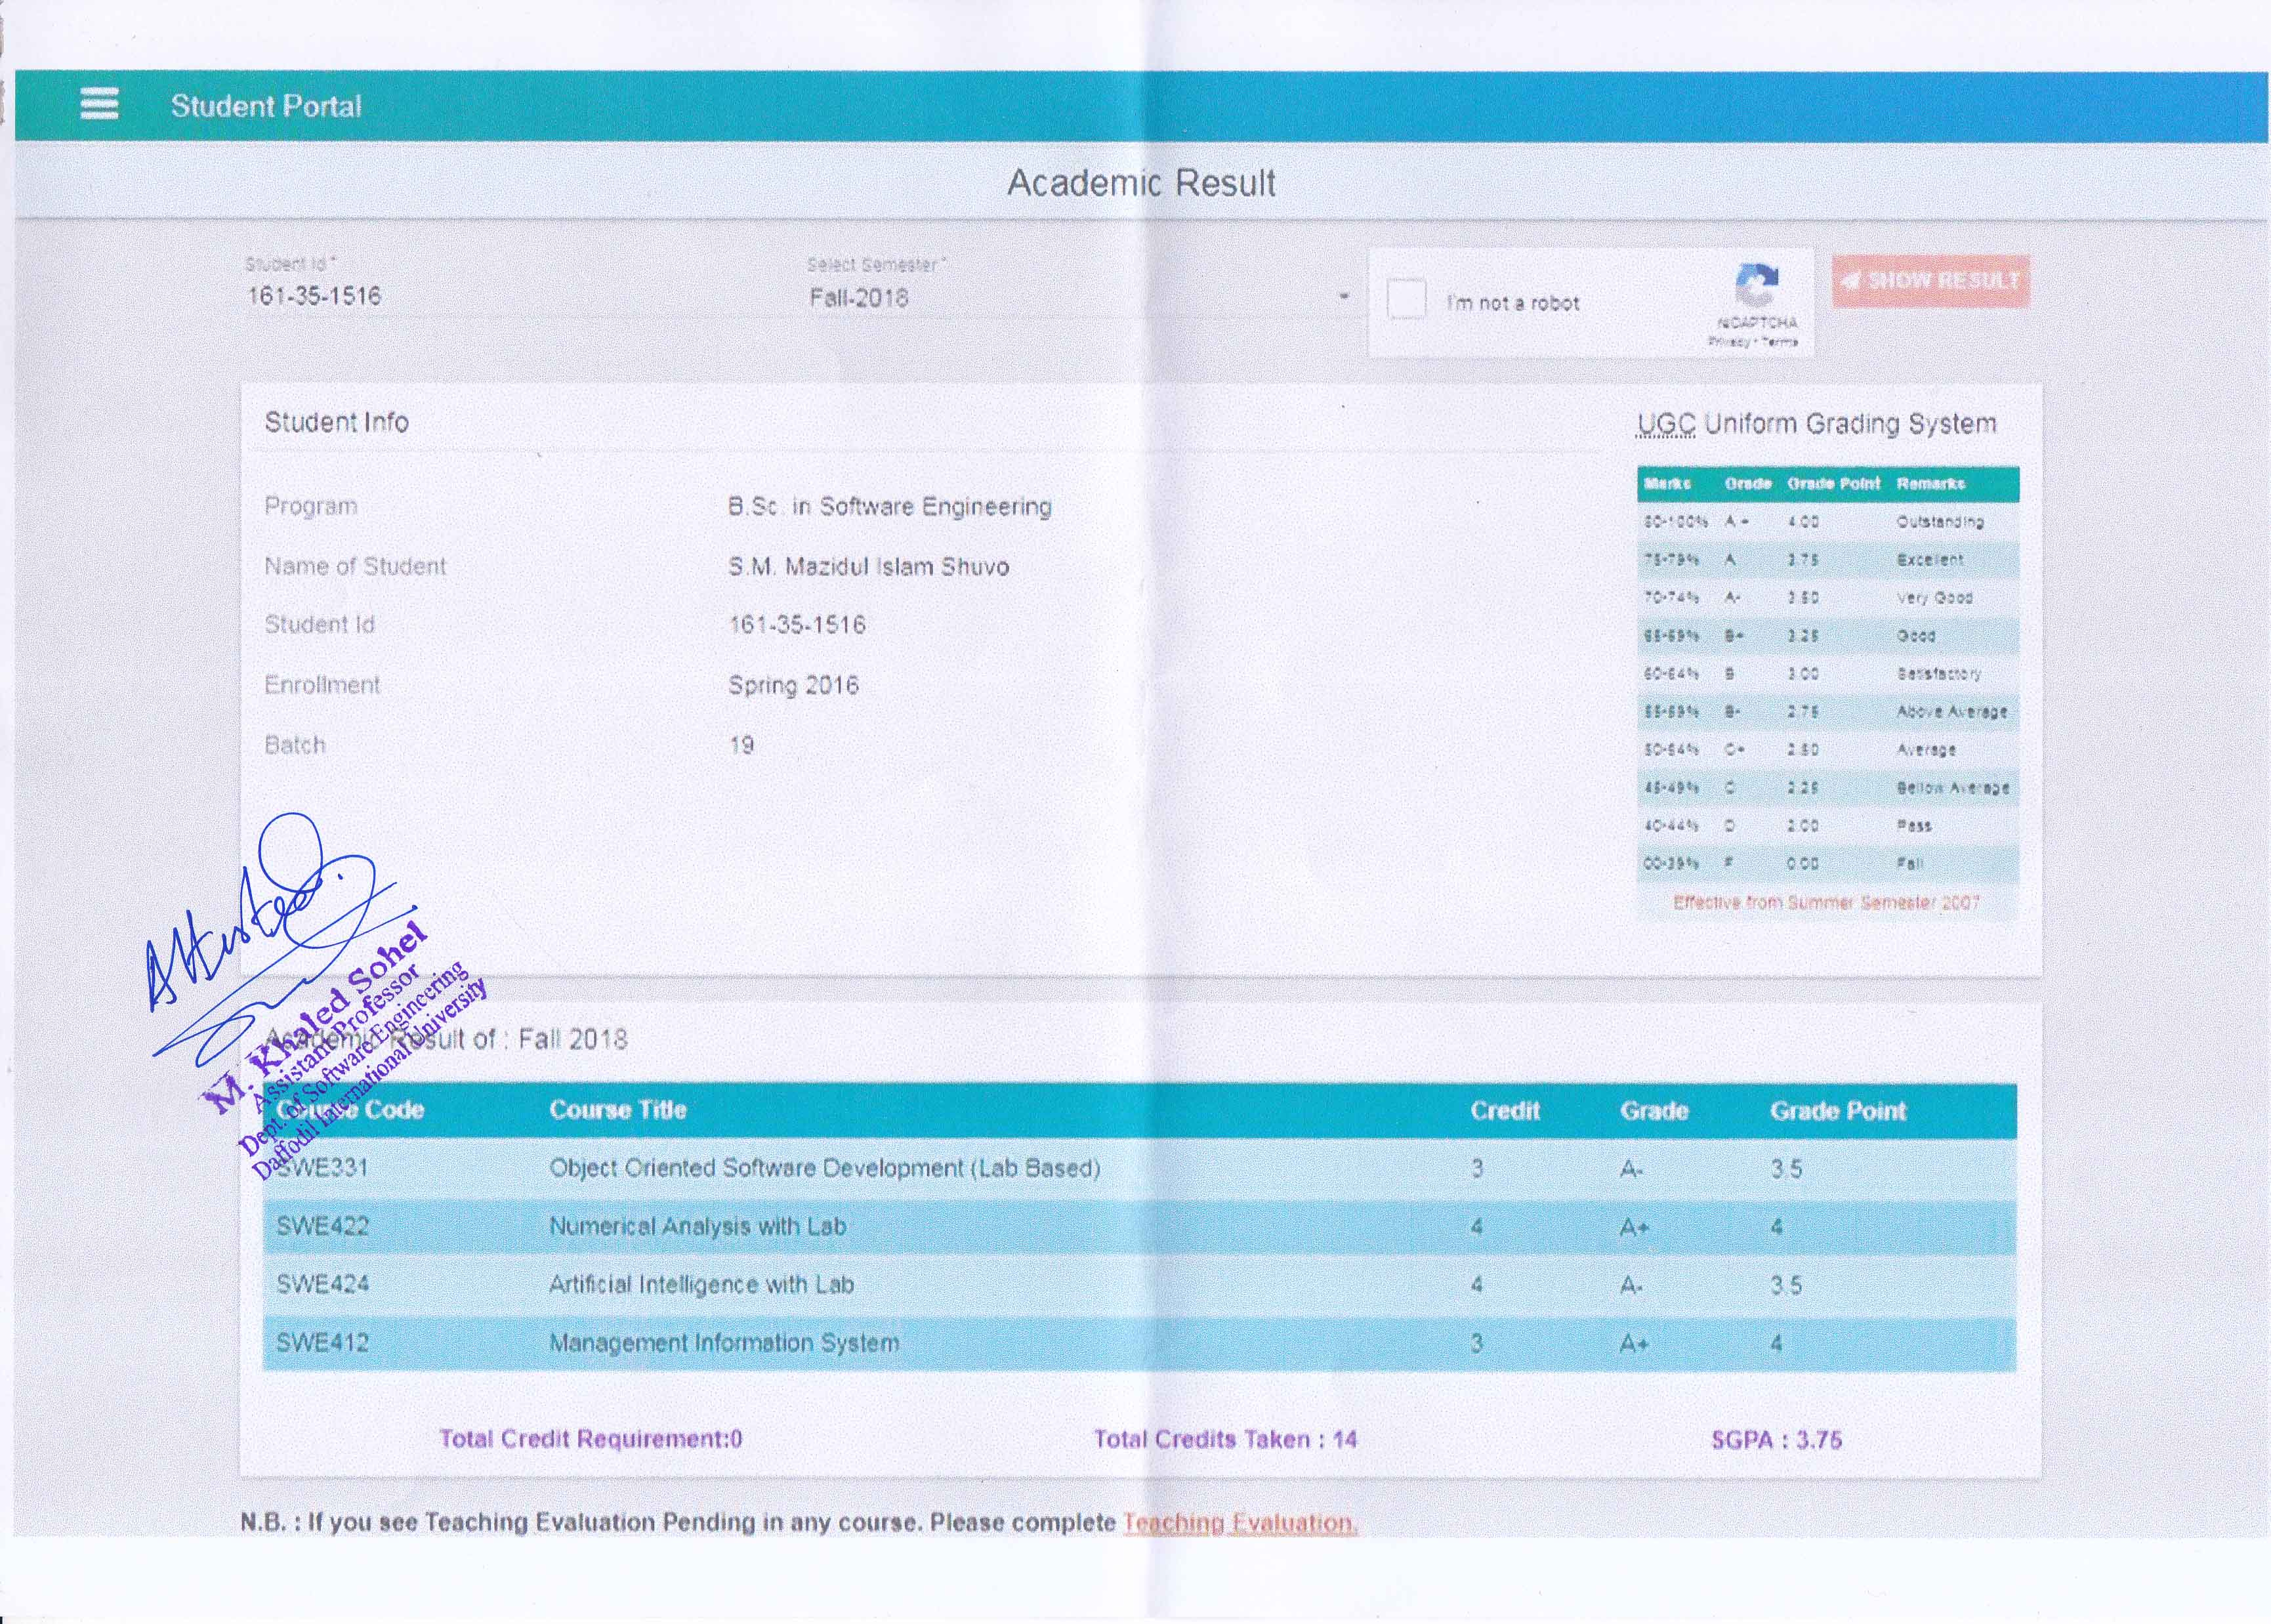 Student Portal
Academic Result
Student Id *
161-35-1516
Select Semester *
Fall-2018
I'm not a robot
reCAPTCHA
Privacy - Terms
SHOW RESULT
Student Info
Program B.Sc. in Software Engineering
Name of Student S.M. Mazidul Islam Shuvo
Student Id 161-35-1516
Enrollment Spring 2016
Batch 19
UGC Uniform Grading System
Marks Grade Grade Point Remarks
80-100% A+ 4.00 Outstanding
75-79% A 3.75 Excellent
70-74% A- 3.50 Very Good
65-69% B+ 3.25 Good
60-64% B 3.00 Satisfactory
55-59% B- 2.75 Above Average
50-54% C+ 2.50 Average
45-49% C 2.25 Bellow Average
40-44% D 2.00 Pass
00-39% F 0.00 Fail
Effective from Summer Semester 2007
Attested
M. Khaled Sohel
Assistant Professor
Dept. of Software Engineering
Daffodil International University
Academic Result of : Fall 2018
Course Code Course Title Credit Grade Grade Point
SWE331 Object Oriented Software Development (Lab Based) 3 A- 3.5
SWE422 Numerical Analysis with Lab 4 A+ 4
SWE424 Artificial Intelligence with Lab 4 A- 3.5
SWE412 Management Information System 3 A+ 4
Total Credit Requirement:0 Total Credits Taken : 14 SGPA : 3.75
N.B. : If you see Teaching Evaluation Pending in any course. Please complete Teaching Evaluation.